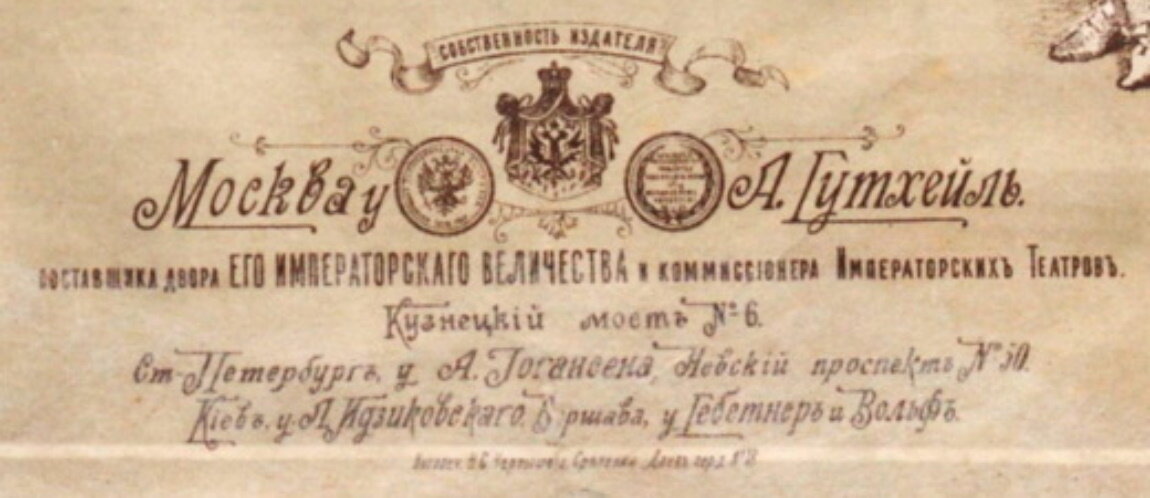 СОБСТВЕННОСТЬ ИЗДАТЕЛЯ
Москва у А. Гутхейль.
ПОСТАВЩИКА ДВОРА ЕГО ИМПЕРАТОРСКАГО ВЕЛИЧЕСТВА И КОММИССІОНЕРА ИМПЕРАТОРСКИХЪ ТЕАТРОВЪ.
Кузнецкій мостъ № 6.
Ст-Петербургъ, у А. Іогансена, Невскій проспектъ № 50.
Кіевъ, у Идзиковскаго. Варшава, у Гебетнеръ и Вольфъ.